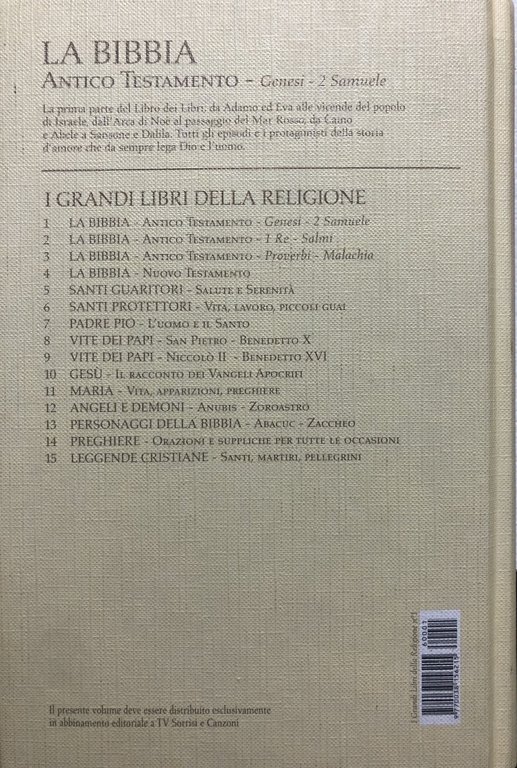 LA BIBBIA
ANTICO TESTAMENTO – Genesi - 2 Samuele
La prima parte del Libro dei Libri: da Adamo ed Eva alle vicende del popolo
di Israele, dall'Arca di Noè al passaggio del Mar Rosso, da Caino
e Abele a Sansone e Dalila. Tutti gli episodi e i protagonisti della storia
d'amore che da sempre lega Dio e l'uomo.
I GRANDI LIBRI DELLA RELIGIONE
1 LA BIBBIA - ANTICO TESTAMENTO - Genesi - 2 Samuele
2 LA BIBBIA - ANTICO TESTAMENTO - 1 Re - Salmi
3 LA BIBBIA - ANTICO TESTAMENTO - Proverbi - Malachia
4 LA BIBBIA - NUOVO TESTAMENTO
5 SANTI GUARITORI - SALUTE E SERENITÀ
6 SANTI PROTETTORI - VITA, LAVORO, PICCOLI GUAI
7 PADRE PIO - L'UOMO E IL SANTO
8 VITE DEI PAPI - SAN PIETRO - BENEDETTO X
9 VITE DEI PAPI - NICCOLÒ II - BENEDETTO XVI
10 GESÙ - IL RACCONTO DEI VANGELI APOCRIFI
11 MARIA - VITA, APPARIZIONI, PREGHIERE
12 ANGELI E DEMONI - ANUBIS - ZOROASTRO
13 PERSONAGGI DELLA BIBBIA - ABACUC - ZACCHEO
14 PREGHIERE - ORAZIONI E SUPPLICHE PER TUTTE LE OCCASIONI
15 LEGGENDE CRISTIANE - SANTI, MARTIRI, PELLEGRINI
Il presente volume deve essere distribuito esclusivamente
in abbinamento editoriale a TV Sorrisi e Canzoni
I Grandi Libri della Religione n°1
60001